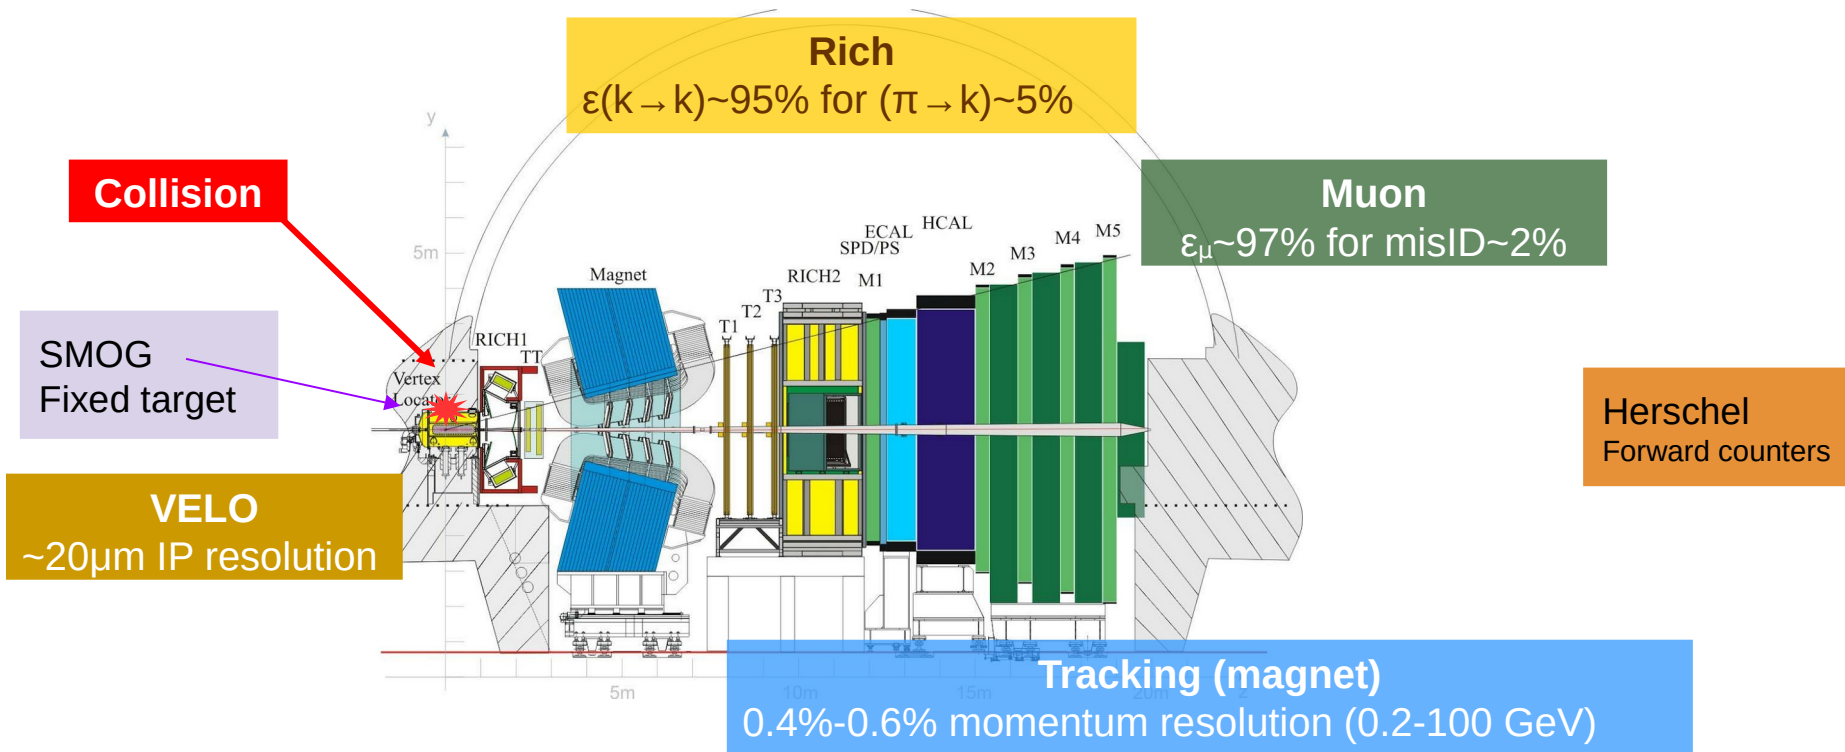 Rich
ε(k→k)~95% for (π→k)~5%
y
Collision
Muon
εμ~97% for misID~2%
5m
ECAL
HCAL
SPD/PS
M1
M2
M3
M4
M5
Magnet
RICH2
T1
T2
T3
RICH1
TT
SMOG
Fixed target
Vertex
Locator
Herschel
Forward counters
VELO
~20μm IP resolution
Tracking (magnet)
5m
10m
15m
20m
z
0.4%-0.6% momentum resolution (0.2-100 GeV)